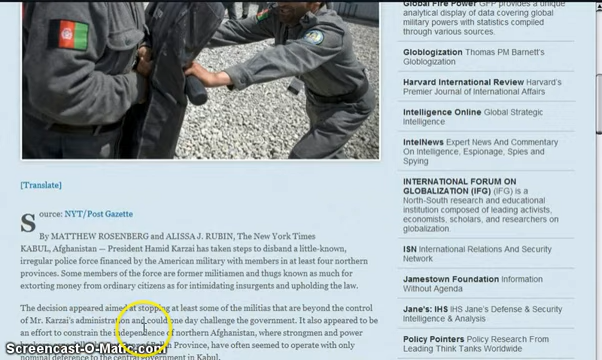 [Translate]
Source: NYT/Post Gazette
By MATTHEW ROSENBERG and ALISSA J. RUBIN, The New York Times
KABUL, Afghanistan — President Hamid Karzai has taken steps to disband a little-known,
irregular police force financed by the American military with members in at least four northern
provinces. Some members of the force are former militiamen and thugs known as much for
extorting money from ordinary citizens as for intimidating insurgents and upholding the law.
The decision appeared aimed at stopping at least some of the militias that are beyond the control
of Mr. Karzai's administration and could one day challenge the government. It also appeared to be
an effort to constrain the independence of northern Afghanistan, where strongmen and power
Province, have often seemed to operate with only
nominal deference to the central government in Kabul.
Global Fire Power GFP provides a unique
analytical display of data covering global
military powers with statistics compiled
through various sources.
Globlogization Thomas PM Barnett's
Globlogization
Harvard International Review Harvard's
Premier Journal of International Affairs
Intelligence Online Global Strategic
Intelligence
IntelNews Expert News And Commentary
On Intelligence, Espionage, Spies and
Spying
INTERNATIONAL FORUM ON
GLOBALIZATION (IFG) (IFG) is a
North-South research and educational
institution composed of leading activists,
economists, scholars, and researchers on
globalization.
ISN International Relations And Security
Network
Jamestown Foundation Information
Without Agenda
Jane's: IHS IHS Jane's Defense & Security
Intelligence & Analysis
Policy Pointers Policy Research From
Leading Think Tanks Worldwide
Screencast-O-Matic.com